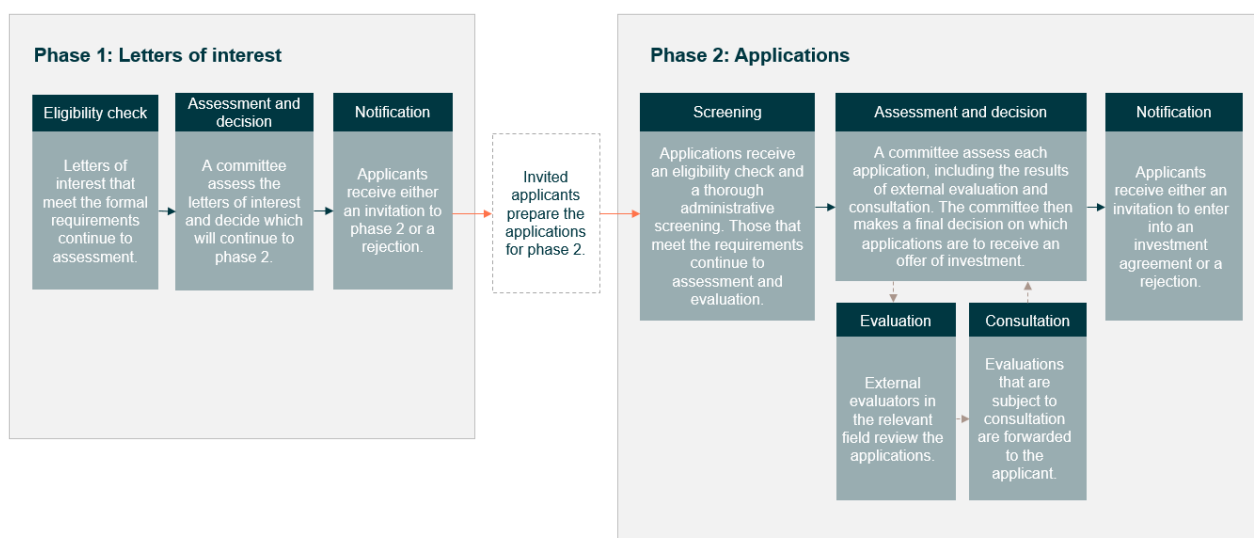 Phase 1: Letters of interest
Eligibility check
Letters of
interest that
meet the formal
requirements
continue to
assessment.
Assessment and
decision
A committee
assess the
letters of interest
and decide which
will continue to
phase 2.
Notification
Applicants
receive either
an invitation to
phase 2 or a
rejection.
Invited
applicants
prepare the
applications
for phase 2.
Phase 2: Applications
Screening
Applications receive
an eligibility check and
a thorough
administrative
screening. Those that
meet the requirements
continue to
assessment and
evaluation.
Assessment and decision
A committee assess each
application, including the results
of external evaluation and
consultation. The committee then
makes a final decision on which
applications are to receive an
offer of investment.
Evaluation
External
evaluators in
the relevant
field review the
applications.
Consultation
Evaluations
that are
subject to
consultation
are forwarded
to the
applicant.
Notification
Applicants
receive either an
invitation to enter
into an
investment
agreement or a
rejection.